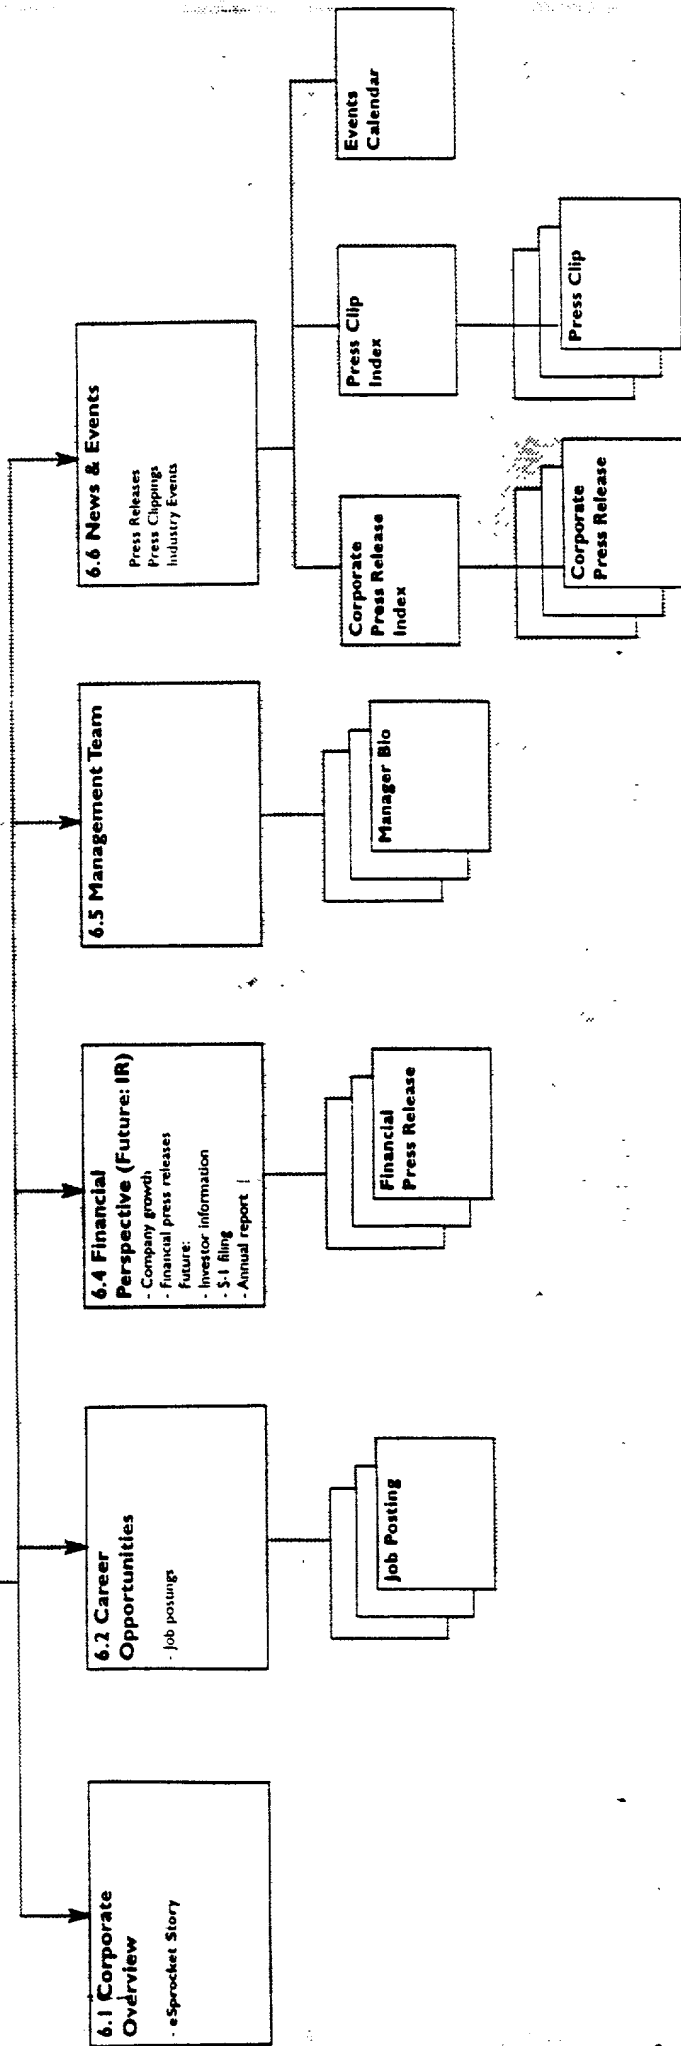 6.1 Corporate
Overview
- eSprocket Story
6.2 Career
Opportunities
- Job postings
6.4 Financial
Perspective (Future: IR)
- Company growth
- Financial press releases
Future:
- Investor information
- S-1 filing
- Annual report
6.5 Management Team
6.6 News & Events
Press Releases
Press Clippings
Industry Events
Job Posting
Financial
Press Release
Manager Bio
Corporate
Press Release
Index
Press Clip
Index
Events
Calendar
Corporate
Press Release
Press Clip